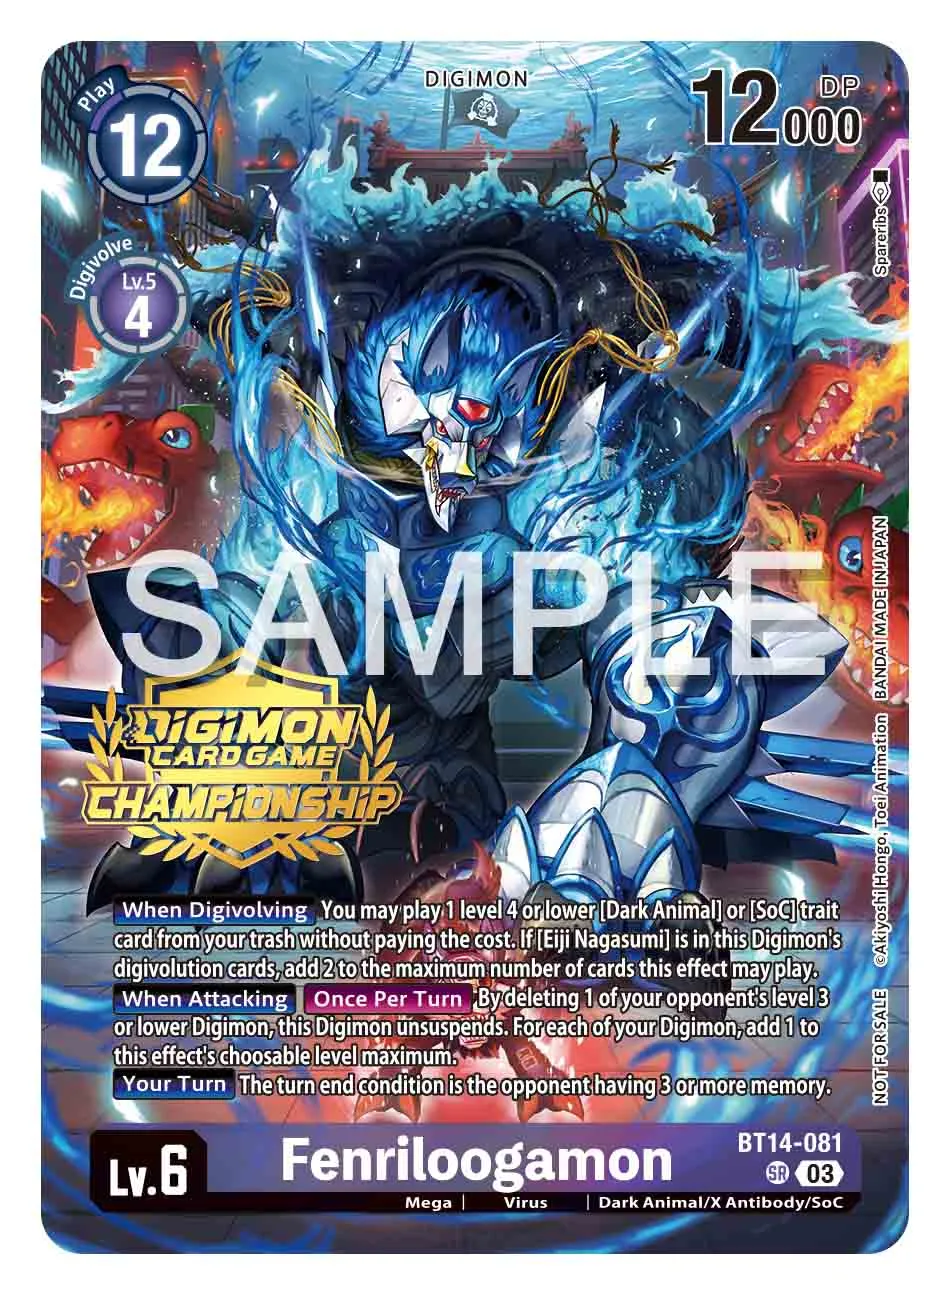 DIGIMON
Play
12
12000
DP
Digivolve
Lv.5
4
Spareribs
SAMPLE
DIGIMON
CARD GAME
CHAMPIONSHIP
When Digivolving You may play 1 level 4 or lower [Dark Animal] or [SoC] trait
card from your trash without paying the cost. If [Eiji Nagasumi] is in this Digimon's
digivolution cards, add 2 to the maximum number of cards this effect may play.
When Attacking Once Per Turn By deleting 1 of your opponent's level 3
or lower Digimon, this Digimon unsuspends. For each of your Digimon, add 1 to
this effect's choosable level maximum.
Your Turn The turn end condition is the opponent having 3 or more memory.
©Akiyoshi Hongo, Toei Animation BANDAI MADE IN JAPAN
NOT FOR SALE
Lv.6
Fenriloogamon
BT14-081
SR 03
Mega | Virus | Dark Animal/X Antibody/SoC